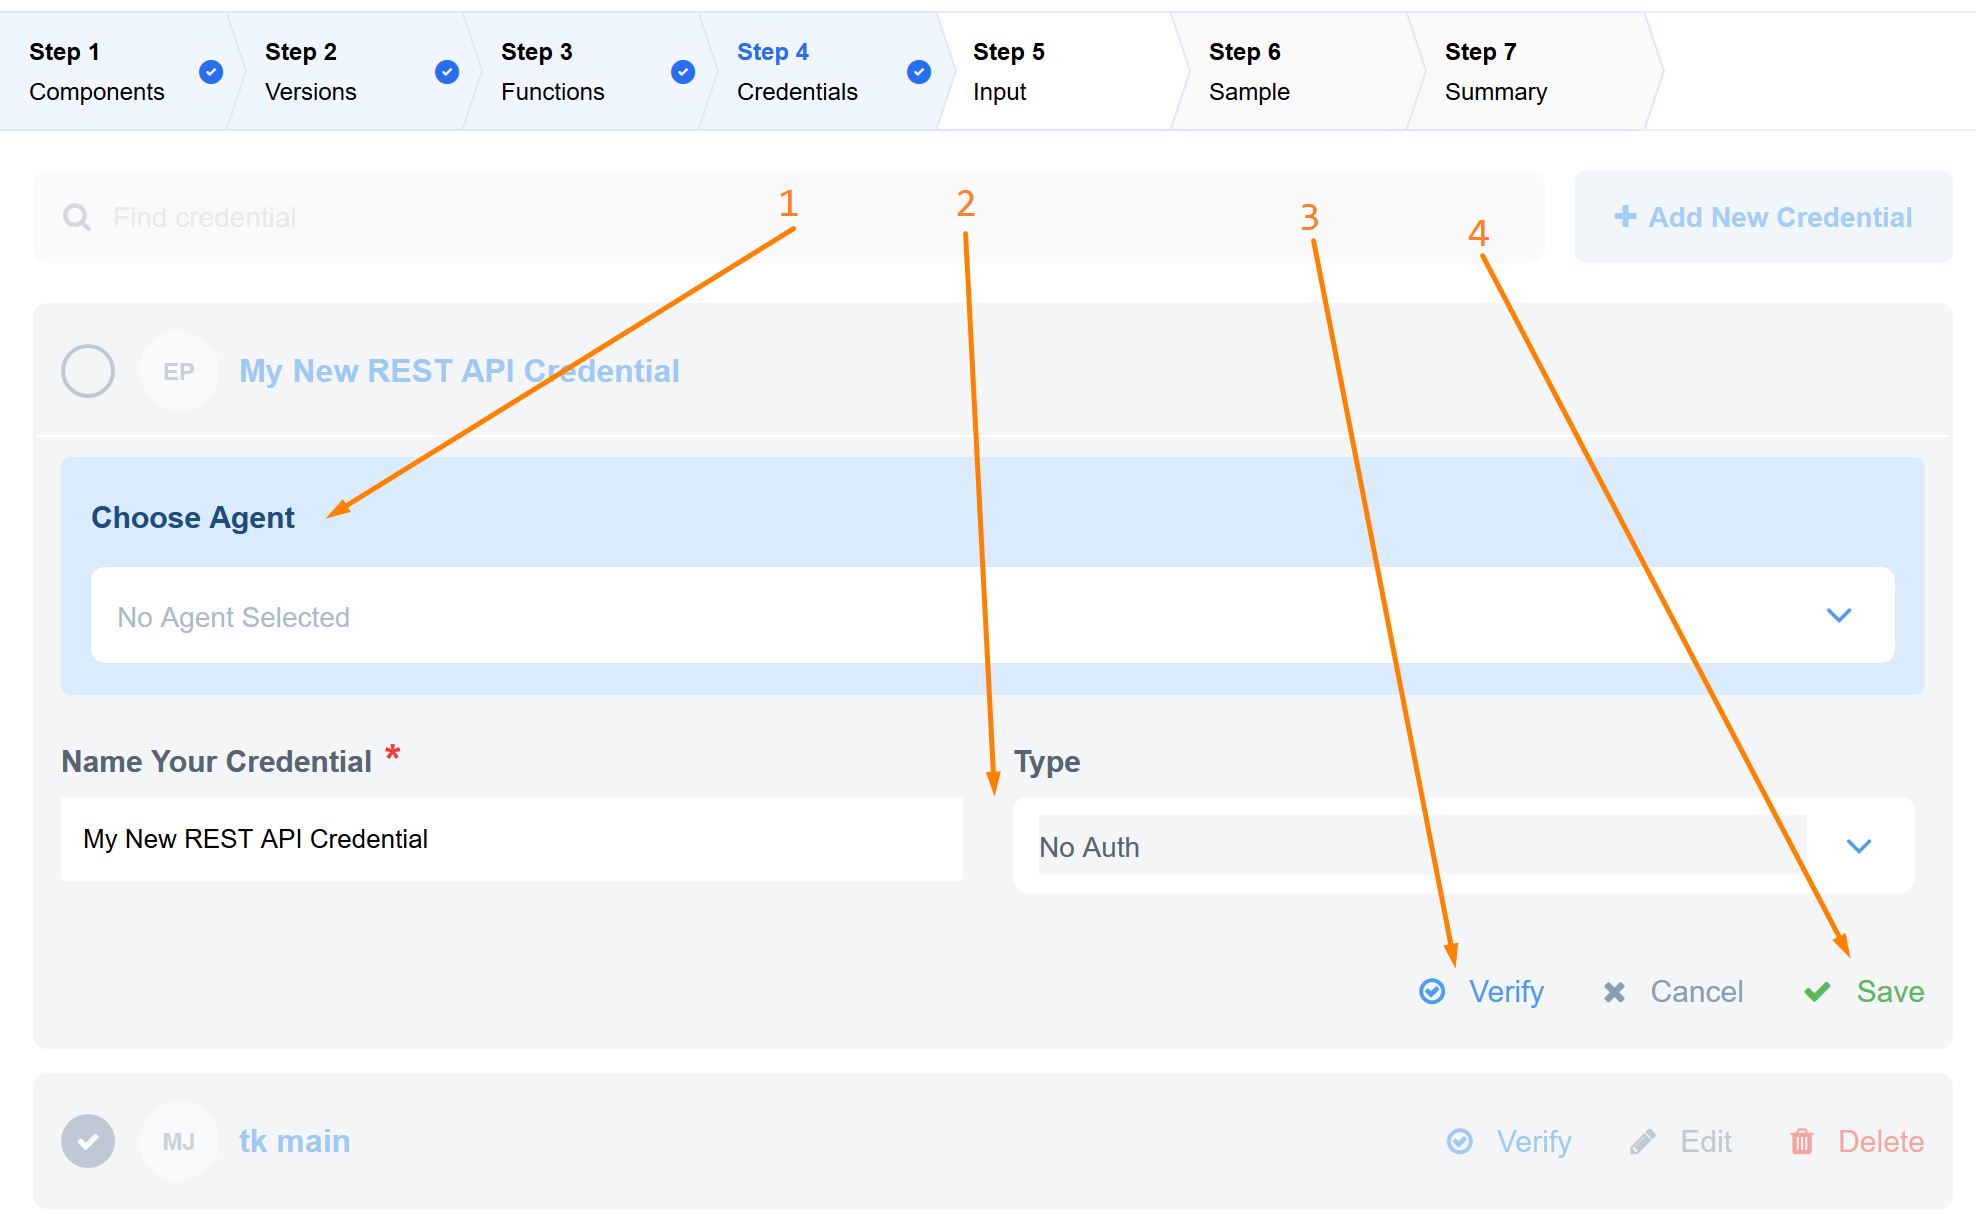 Step 1
Components
Step 2
Versions
Step 3
Functions
Step 4
Credentials
Step 5
Input
Step 6
Sample
Step 7
Summary
1
2
3
4
Find credential
Add New Credential
EP
My New REST API Credential
Choose Agent
No Agent Selected
Name Your Credential *
Type
My New REST API Credential
No Auth
Verify
Cancel
Save
MJ
tk main
Verify
Edit
Delete